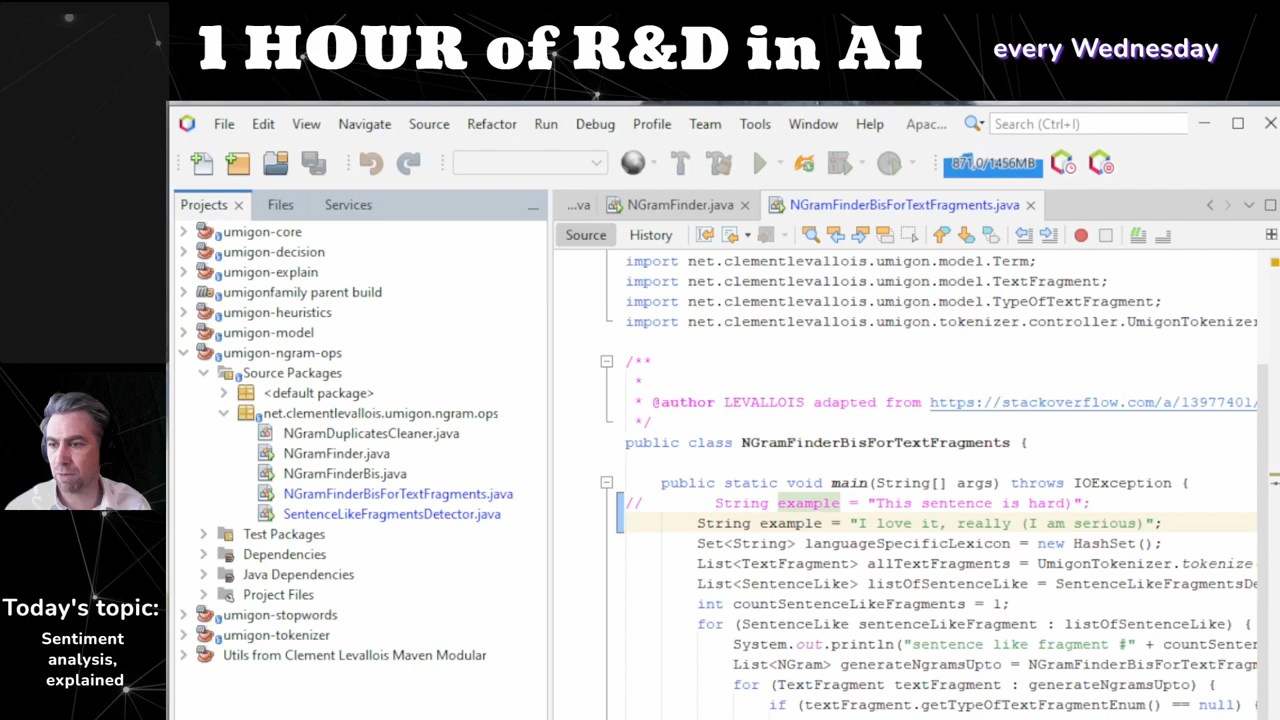 1 HOUR of R&D in AI
every Wednesday
File Edit View Navigate Source Refactor Run Debug Profile Team Tools Window Help Apac... Search (Ctrl+I)
871,0/1456MB
Projects Files Services
...va NGramFinder.java NGramFinderBisForTextFragments.java
Source History
umigon-core
umigon-decision
umigon-explain
umigonfamily parent build
umigon-heuristics
umigon-model
umigon-ngram-ops
Source Packages
<default package>
net.clementlevallois.umigon.ngram.ops
NGramDuplicatesCleaner.java
NGramFinder.java
NGramFinderBis.java
NGramFinderBisForTextFragments.java
SentenceLikeFragmentsDetector.java
Test Packages
Dependencies
Java Dependencies
Project Files
umigon-stopwords
umigon-tokenizer
Utils from Clement Levallois Maven Modular
import net.clementlevallois.umigon.model.Term;
import net.clementlevallois.umigon.model.TextFragment;
import net.clementlevallois.umigon.model.TypeOfTextFragment;
import net.clementlevallois.umigon.tokenizer.controller.UmigonTokenizer
/**
*
* @author LEVALLOIS adapted from https://stackoverflow.com/a/13977401/
*/
public class NGramFinderBisForTextFragments {
public static void main(String[] args) throws IOException {
// String example = "This sentence is hard)";
String example = "I love it, really (I am serious)";
Set<String> languageSpecificLexicon = new HashSet();
List<TextFragment> allTextFragments = UmigonTokenizer.tokenize
List<SentenceLike> listOfSentenceLike = SentenceLikeFragmentsDe
int countSentenceLikeFragments = 1;
for (SentenceLike sentenceLikeFragment : listOfSentenceLike) {
System.out.println("sentence like fragment #" + countSenten
List<NGram> generateNgramsUpto = NGramFinderBisForTextFragm
for (TextFragment textFragment : generateNgramsUpto) {
if (textFragment.getTypeOfTextFragmentEnum() == null) {
Today's topic:
Sentiment
analysis,
explained